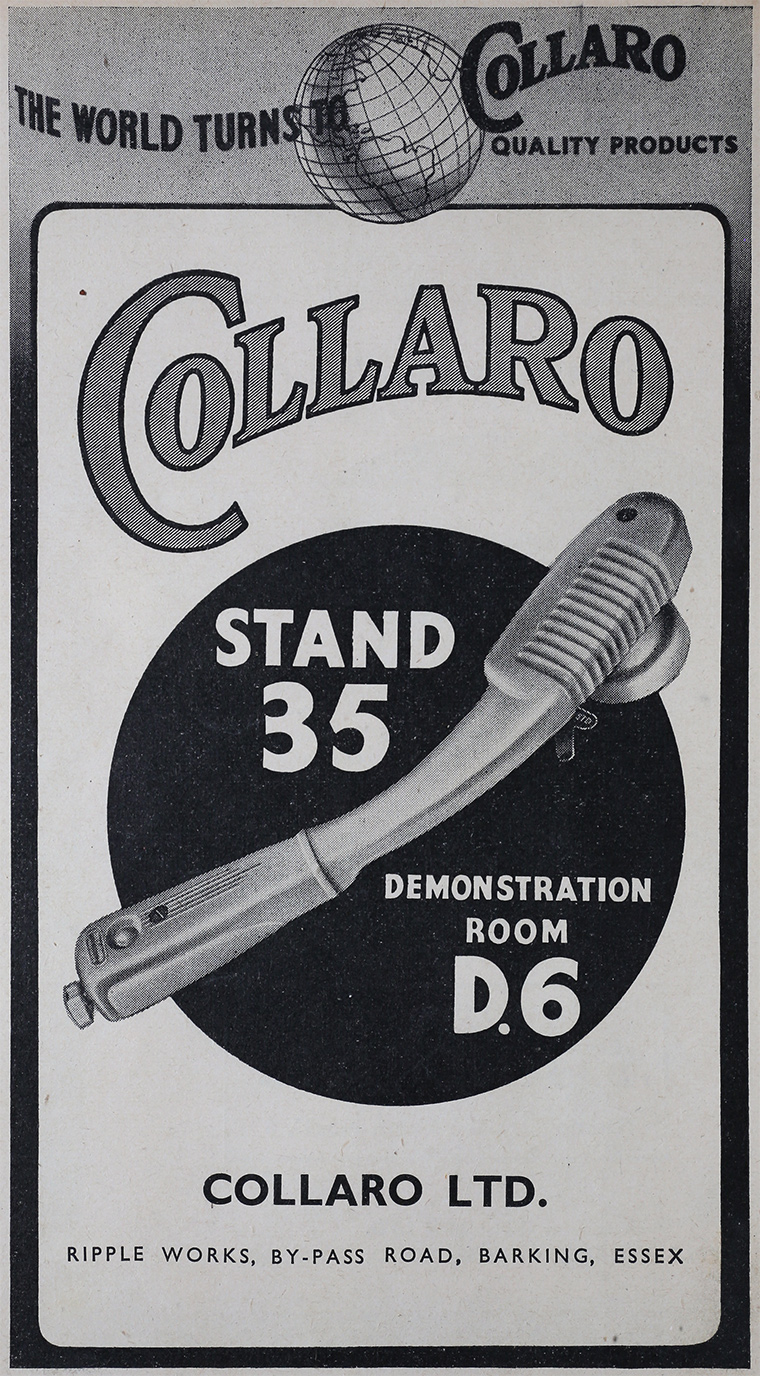 THE WORLD TURNS TO COLLARO
QUALITY PRODUCTS
COLLARO
STAND
35
STD
DEMONSTRATION
ROOM
D.6
COLLARO LTD.
RIPPLE WORKS, BY-PASS ROAD, BARKING, ESSEX